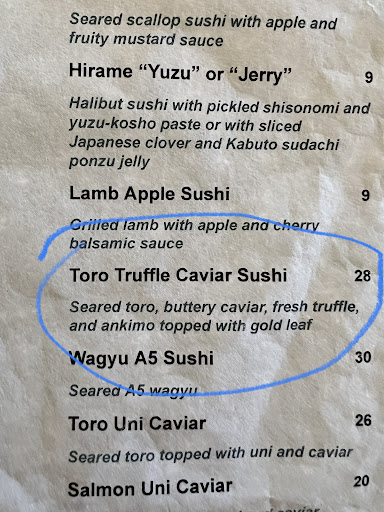 Seared scallop sushi with apple and
fruity mustard sauce
Hirame “Yuzu” or “Jerry” 9
Halibut sushi with pickled shisonomi and
yuzu-kosho paste or with sliced
Japanese clover and Kabuto sudachi
ponzu jelly
Lamb Apple Sushi 9
Grilled lamb with apple and cherry
balsamic sauce
Toro Truffle Caviar Sushi 28
Seared toro, buttery caviar, fresh truffle,
and ankimo topped with gold leaf
Wagyu A5 Sushi 30
Seared A5 wagyu
Toro Uni Caviar 26
Seared toro topped with uni and caviar
Salmon Uni Caviar 20
caviar